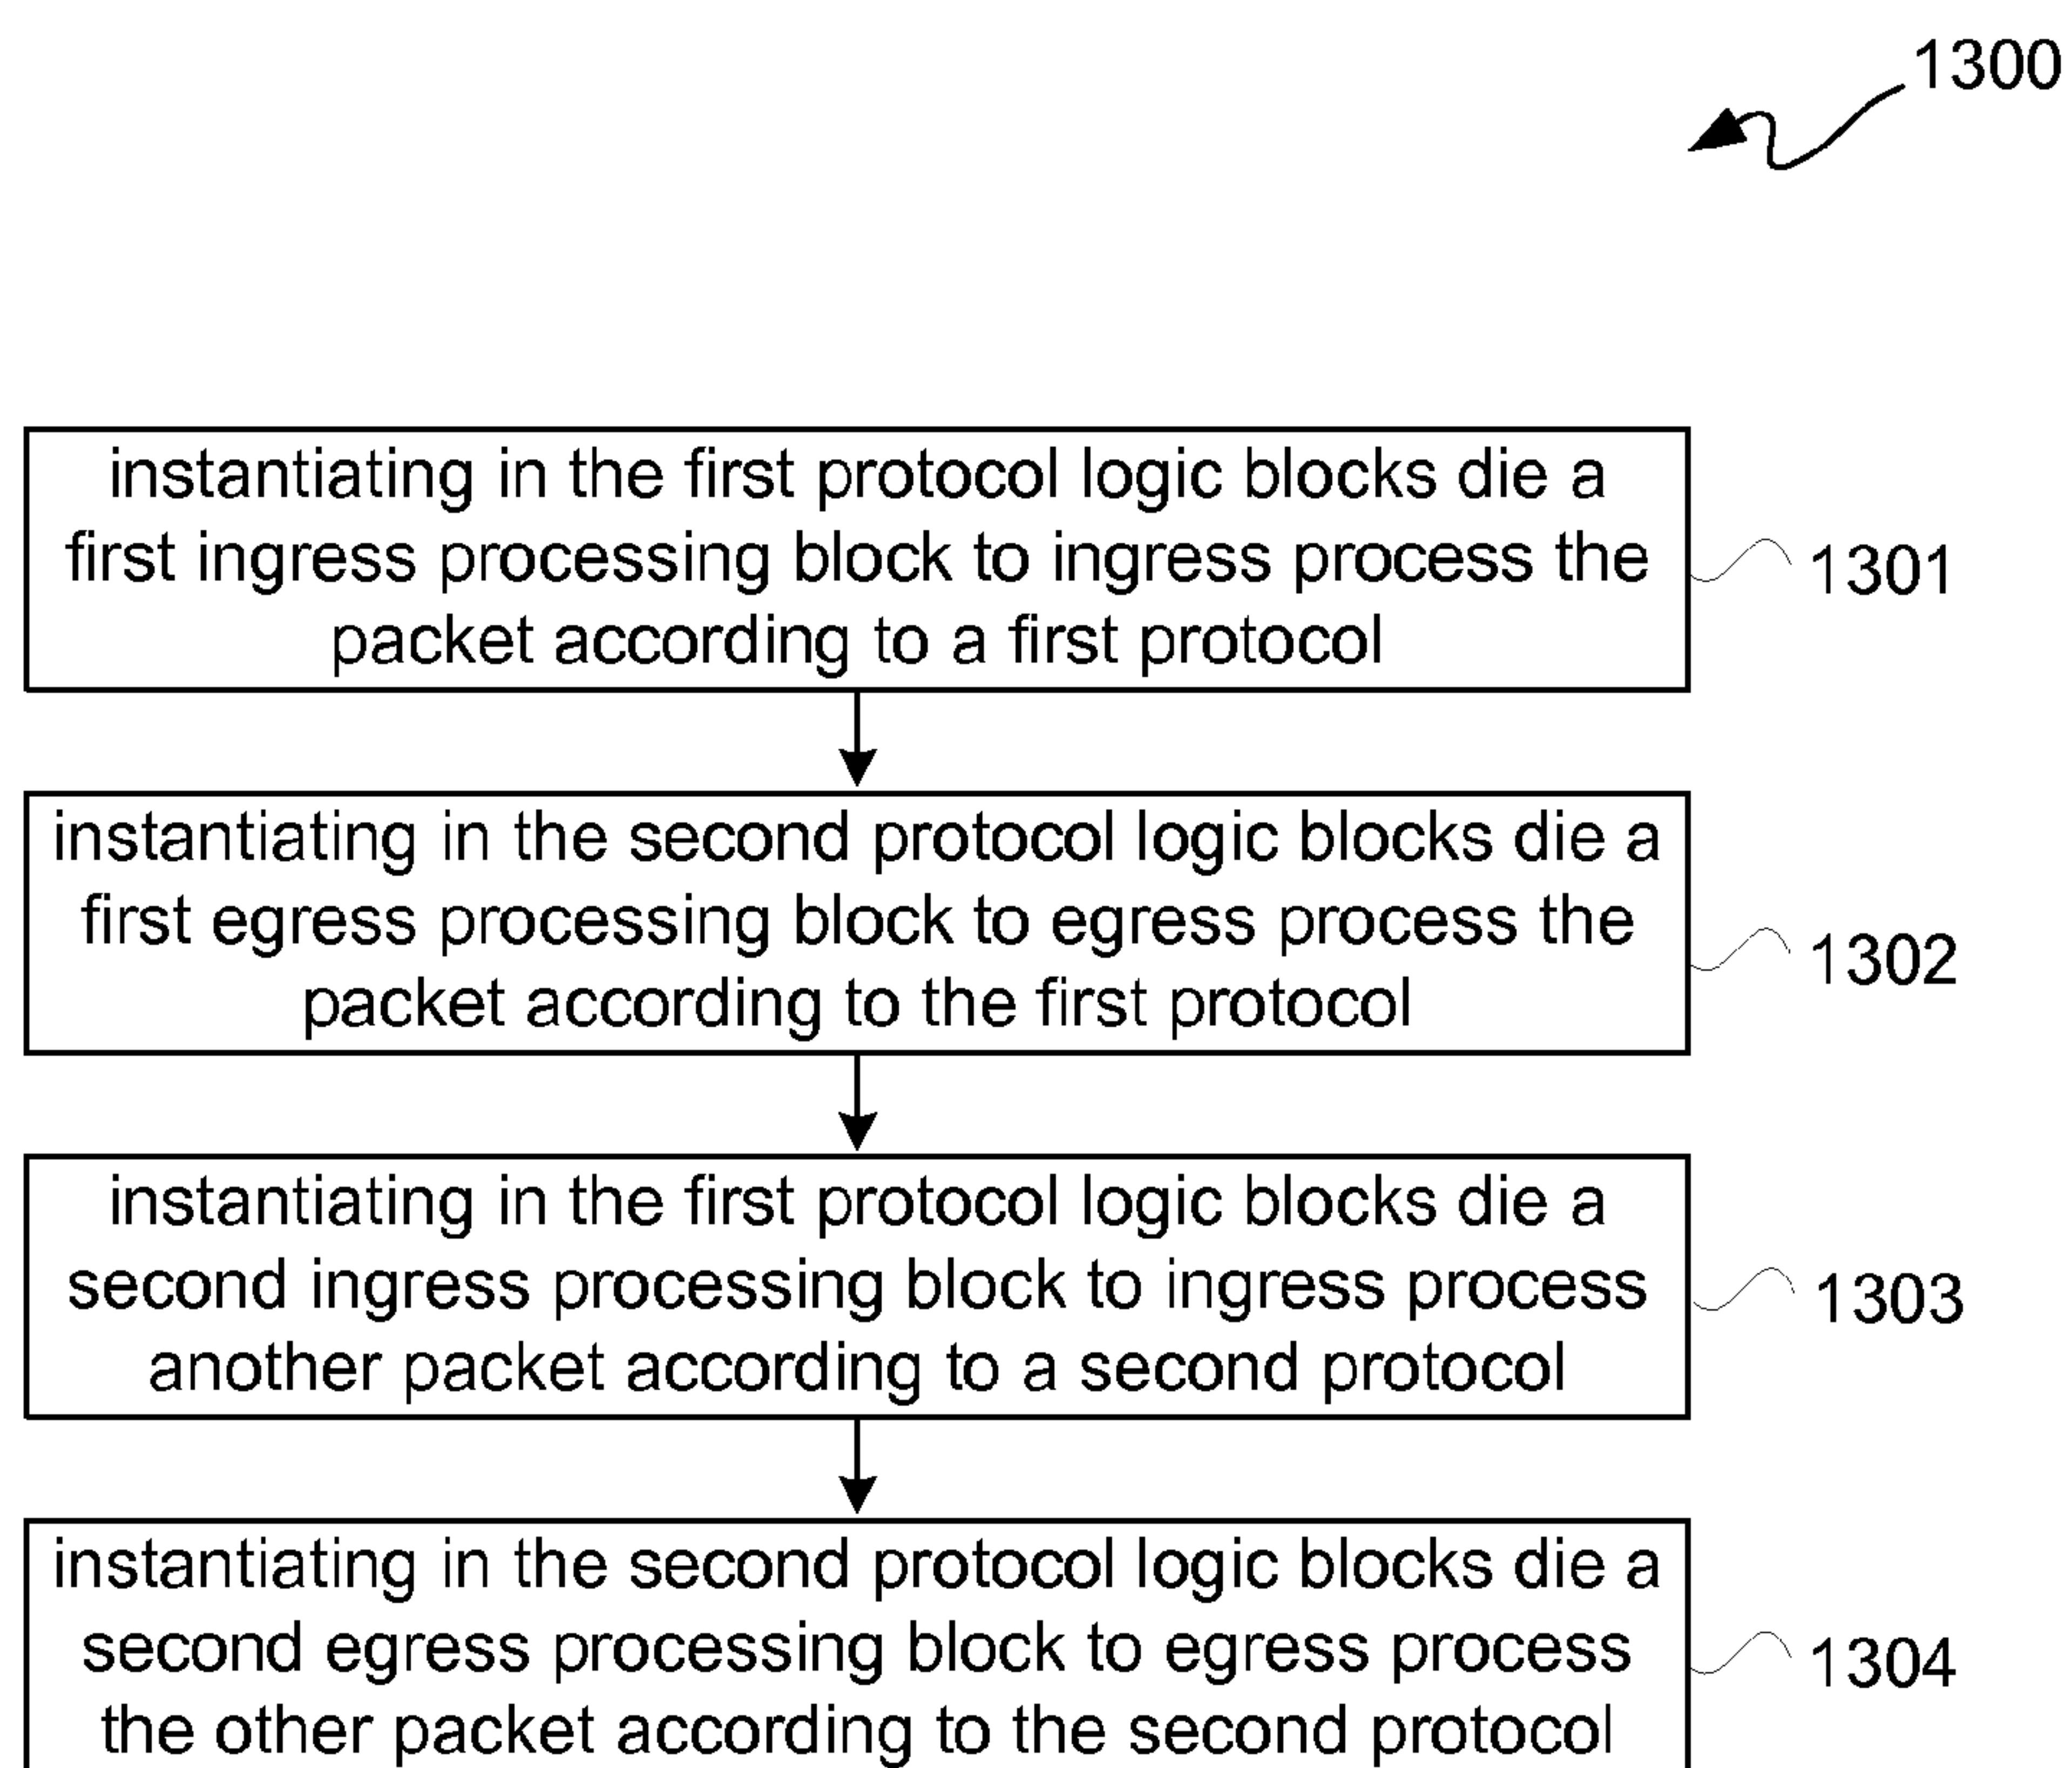 1300
instantiating in the first protocol logic blocks die a
first ingress processing block to ingress process the
packet according to a first protocol
1301
instantiating in the second protocol logic blocks die a
first egress processing block to egress process the
packet according to the first protocol
1302
instantiating in the first protocol logic blocks die a
second ingress processing block to ingress process
another packet according to a second protocol
1303
instantiating in the second protocol logic blocks die a
second egress processing block to egress process
the other packet according to the second protocol
1304